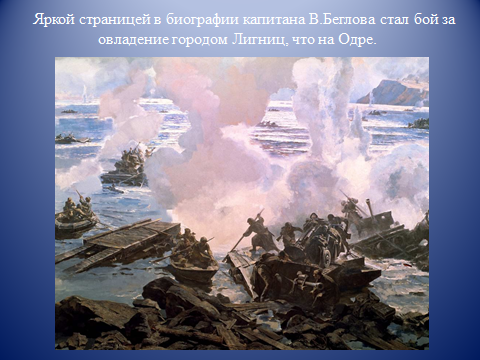 Яркой страницей в биографии капитана В.Беглова стал бой за
овладение городом Лигниц, что на Одре.